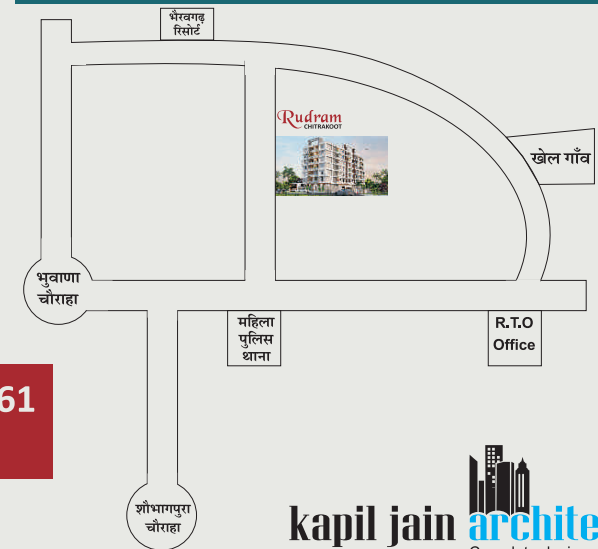 भैरवगढ़
रिसोर्ट
Rudram
CHITRAKOOT
खेल गाँव
भुवाणा
चौराहा
महिला
पुलिस
थाना
R.T.O
Office
61
शौभागपुरा
चौराहा
kapil jain archite